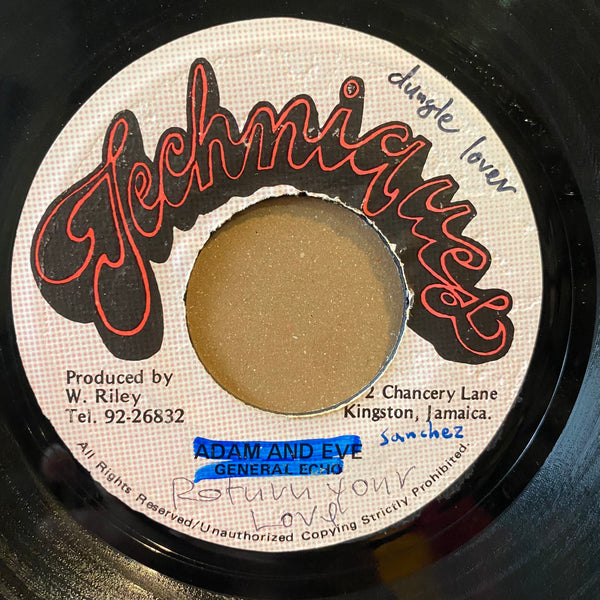 Techniques
dungle lover
Produced by
W. Riley
Tel. 92-26832
2 Chancery Lane
Kingston, Jamaica.
sanchez
ADAM AND EVE
GENERAL ECHO
Return Your
Love
All Rights Reserved/Unauthorized Copying Strictly Prohibited.